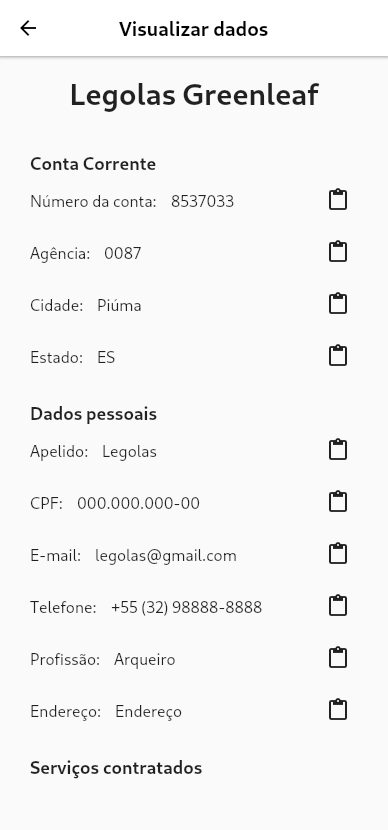 Visualizar dados
Legolas Greenleaf
Conta Corrente
Número da conta: 8537033
Agência: 0087
Cidade: Piúma
Estado: ES
Dados pessoais
Apelido: Legolas
CPF: 000.000.000-00
E-mail: legolas@gmail.com
Telefone: +55 (32) 98888-8888
Profissão: Arqueiro
Endereço: Endereço
Serviços contratados